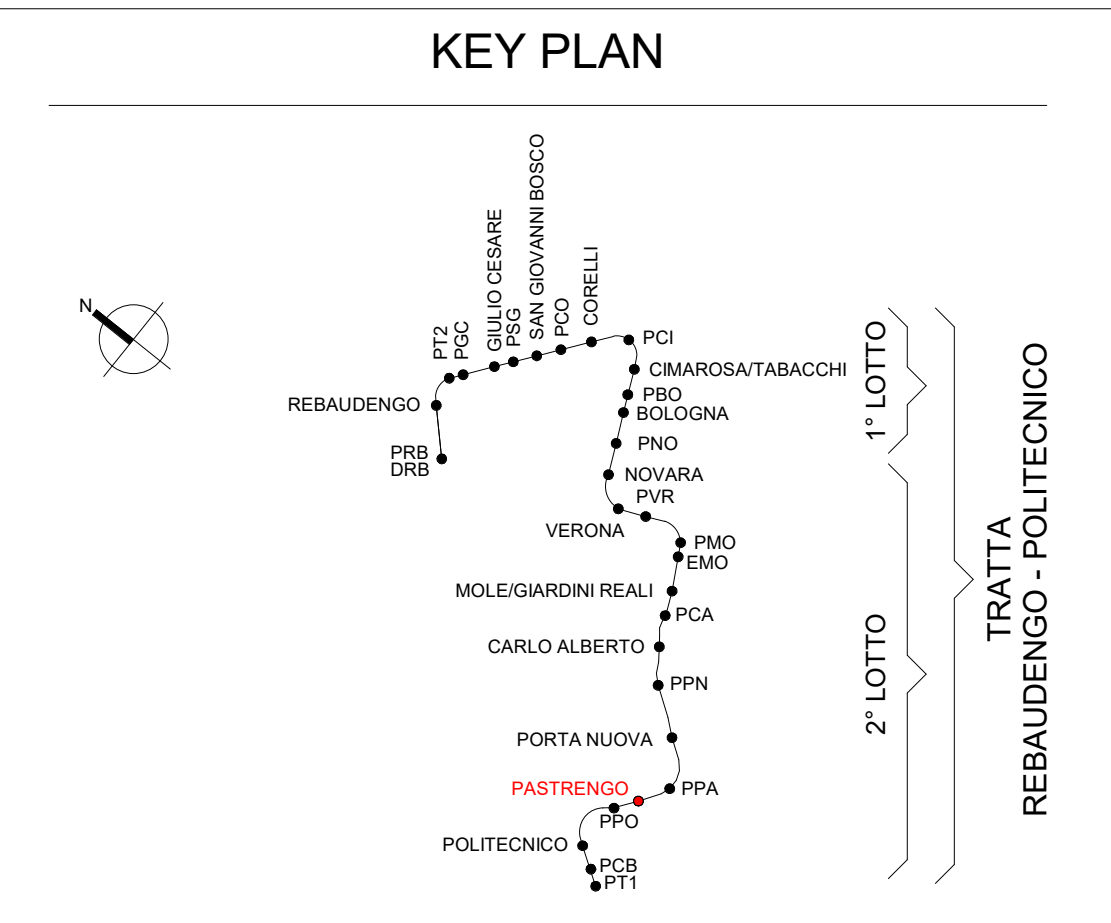 KEY PLAN
N
PT2
PGC
GIULIO CESARE
PSG
SAN GIOVANNI BOSCO
PCO
CORELLI
PCI
CIMAROSA/TABACCHI
REBAUDENGO
PBO
BOLOGNA
PNO
PRB
DRB
NOVARA
PVR
VERONA
PMO
EMO
MOLE/GIARDINI REALI
PCA
CARLO ALBERTO
PPN
PORTA NUOVA
PASTRENGO
PPA
PPO
POLITECNICO
PCB
PT1
1° LOTTO
2° LOTTO
TRATTA
REBAUDENGO - POLITECNICO